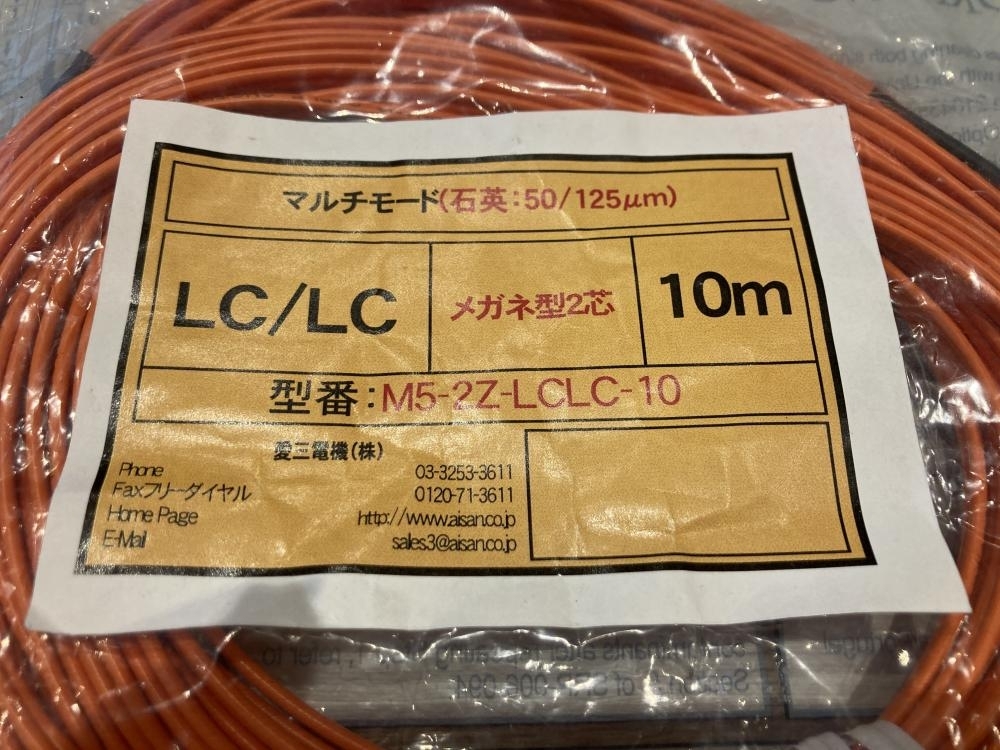 マルチモード(石英:50/125μm)
LC/LC
メガネ型2芯
10m
型番:M5-2Z-LCLC-10
愛三電機(株)
Phone 03-3253-3611
Faxフリーダイヤル 0120-71-3611
Home Page http://www.aisan.co.jp
E-Mail sales3@aisan.co.jp